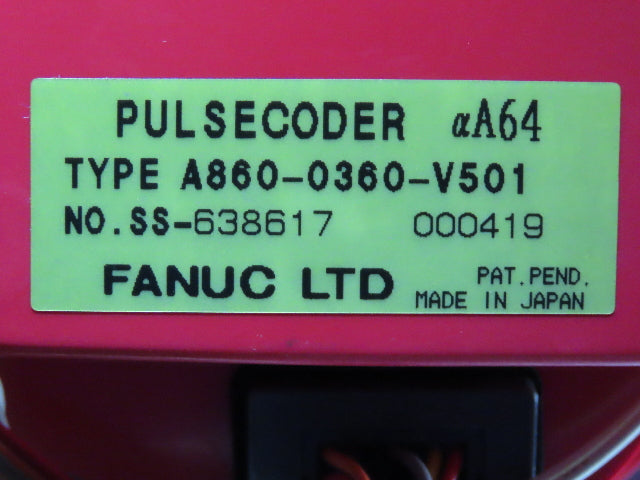 PULSECODER αA64
TYPE A860-0360-V501
NO.SS-638617 000419
FANUC LTD
PAT.PEND.
MADE IN JAPAN